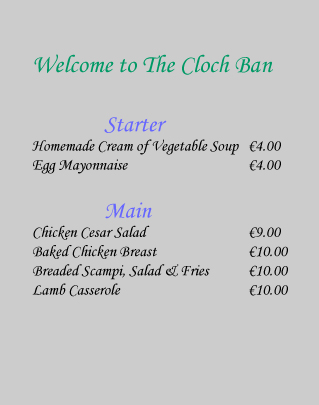 Welcome to The Cloch Ban
Starter
Homemade Cream of Vegetable Soup €4.00
Egg Mayonnaise €4.00
Main
Chicken Cesar Salad €9.00
Baked Chicken Breast €10.00
Breaded Scampi, Salad & Fries €10.00
Lamb Casserole €10.00